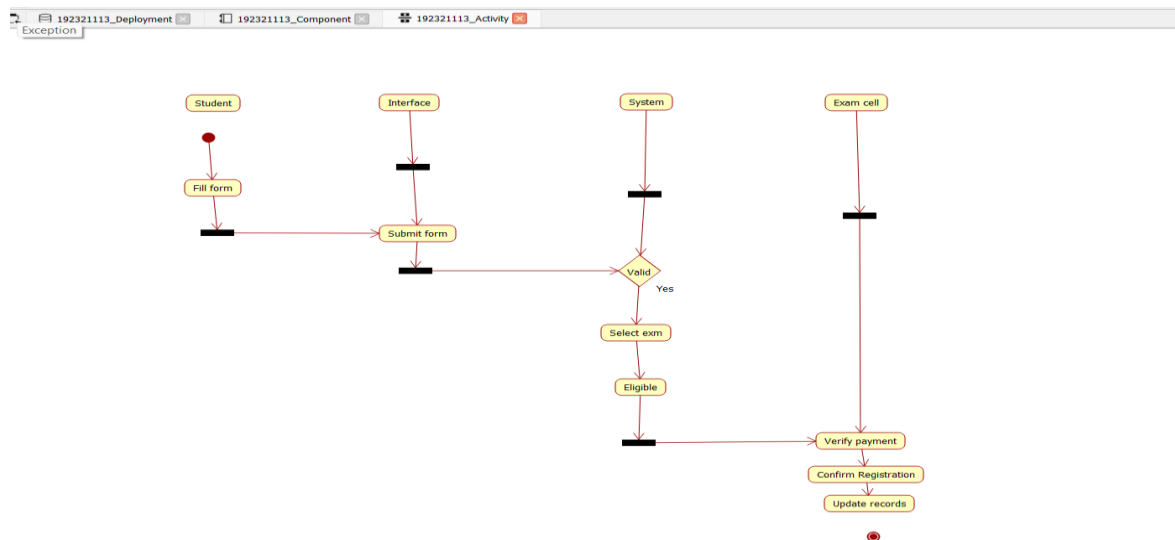 192321113_Deployment
192321113_Component
192321113_Activity
Exception
Student
Interface
System
Exam cell
Fill form
Submit form
Valid
Yes
Select exm
Eligible
Verify payment
Confirm Registration
Update records